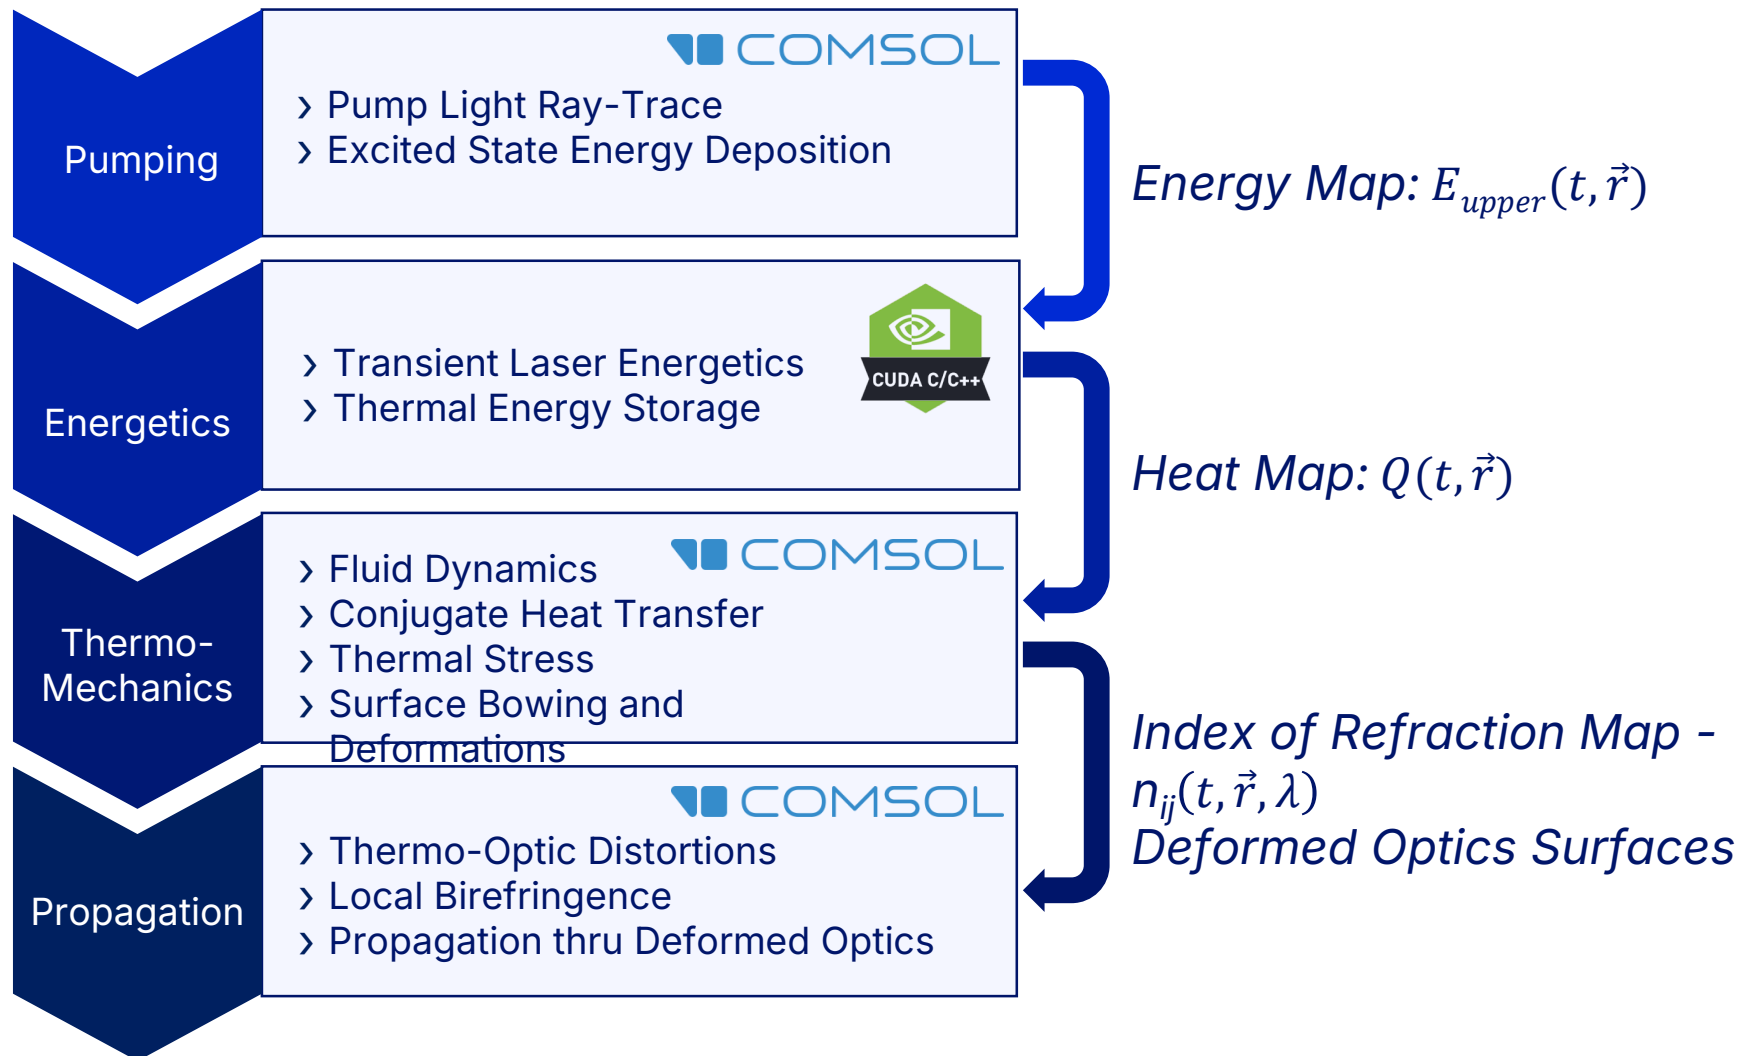 COMSOL
Pumping
› Pump Light Ray-Trace
› Excited State Energy Deposition
Energy Map: E_upper(t, r⃗)
Energetics
› Transient Laser Energetics
› Thermal Energy Storage
CUDA C/C++
Heat Map: Q(t, r⃗)
Thermo-
Mechanics
COMSOL
› Fluid Dynamics
› Conjugate Heat Transfer
› Thermal Stress
› Surface Bowing and
Deformations
Index of Refraction Map -
n_ij(t, r⃗, λ)
Deformed Optics Surfaces
Propagation
COMSOL
› Thermo-Optic Distortions
› Local Birefringence
› Propagation thru Deformed Optics